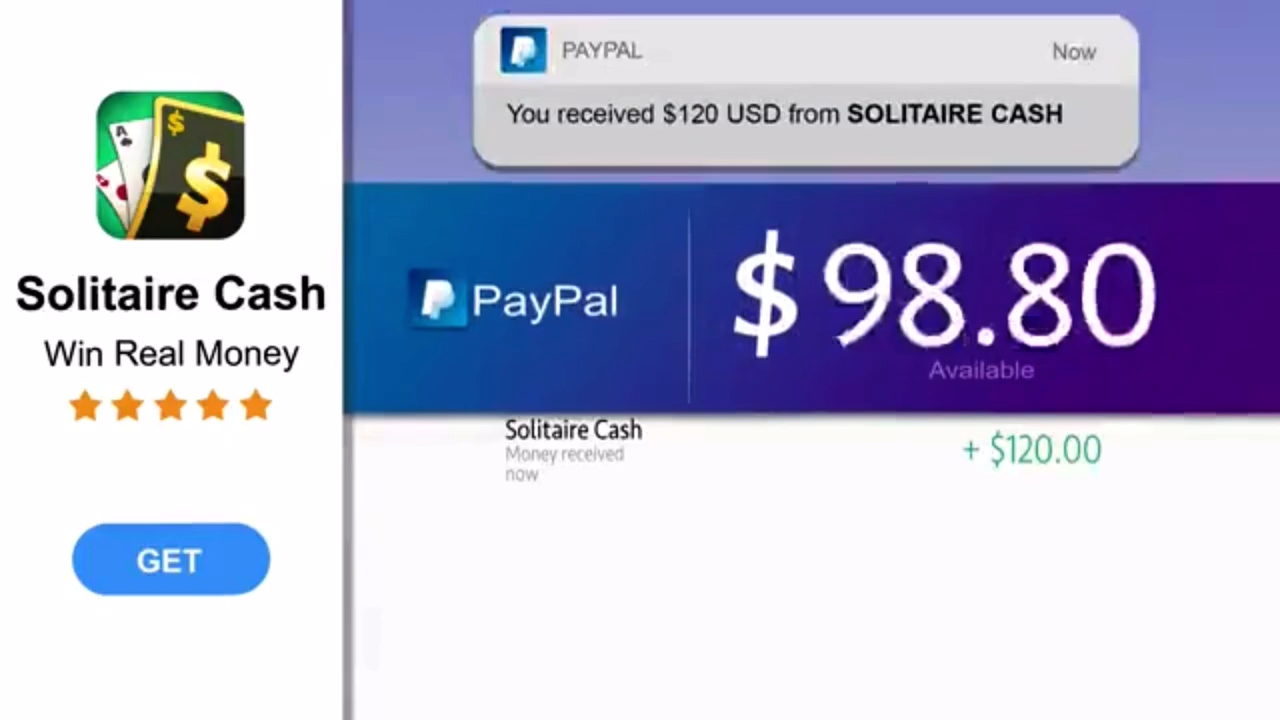 Solitaire Cash
Win Real Money
GET
PAYPAL
Now
You received $120 USD from SOLITAIRE CASH
PayPal
$98.80
Available
Solitaire Cash
Money received
now
+ $120.00